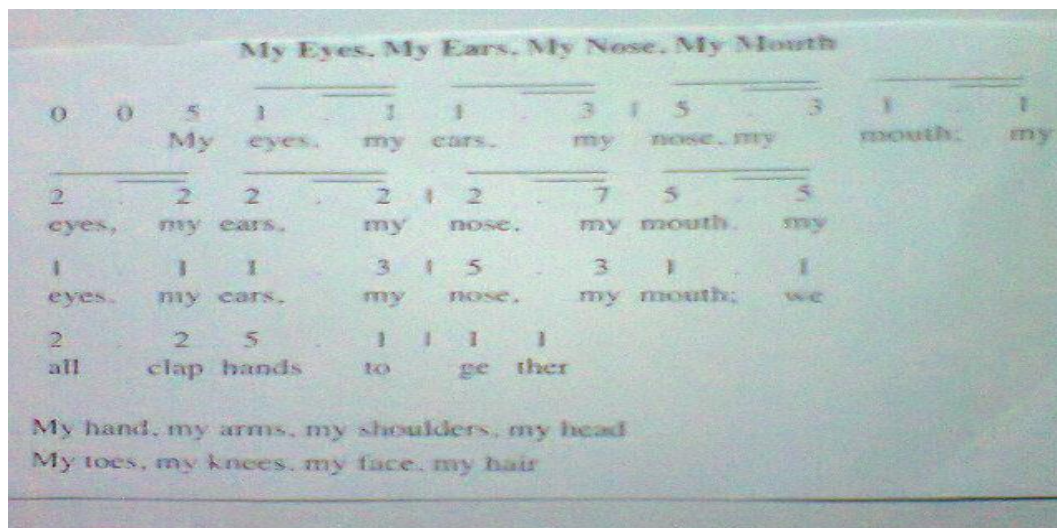 My Eyes, My Ears, My Nose, My Mouth
0 0 5 1 . 1 1 . 3 | 5 . 3 1 1
My eyes, my ears, my nose, my mouth; my
2 . 2 2 . 2 | 2 . 7 5 . 5
eyes, my ears, my nose, my mouth, my
1 . 1 1 . 3 | 5 . 3 1 . 1
eyes, my ears, my nose, my mouth; we
2 . 2 5 . 1 | 1 1
all clap hands to ge ther
My hand, my arms, my shoulders, my head
My toes, my knees, my face, my hair